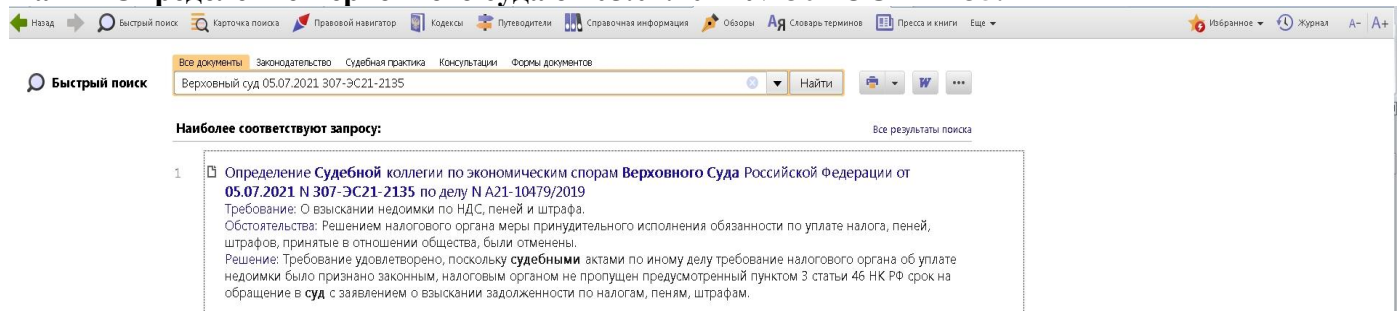 Назад Быстрый поиск Карточка поиска Правовой навигатор Кодексы Путеводители Справочная информация Обзоры Словарь терминов Пресса и книги Еще Избранное Журнал A- A+
Все документы Законодательство Судебная практика Консультации Формы документов
Быстрый поиск Верховный суд 05.07.2021 307-ЭС21-2135 Найти
Наиболее соответствуют запросу: Все результаты поиска
1 Определение Судебной коллегии по экономическим спорам Верховного Суда Российской Федерации от
05.07.2021 N 307-ЭС21-2135 по делу N А21-10479/2019
Требование: О взыскании недоимки по НДС, пеней и штрафа.
Обстоятельства: Решением налогового органа меры принудительного исполнения обязанности по уплате налога, пеней,
штрафов, принятые в отношении общества, были отменены.
Решение: Требование удовлетворено, поскольку судебными актами по иному делу требование налогового органа об уплате
недоимки было признано законным, налоговым органом не пропущен предусмотренный пунктом 3 статьи 46 НК РФ срок на
обращение в суд с заявлением о взыскании задолженности по налогам, пеням, штрафам.